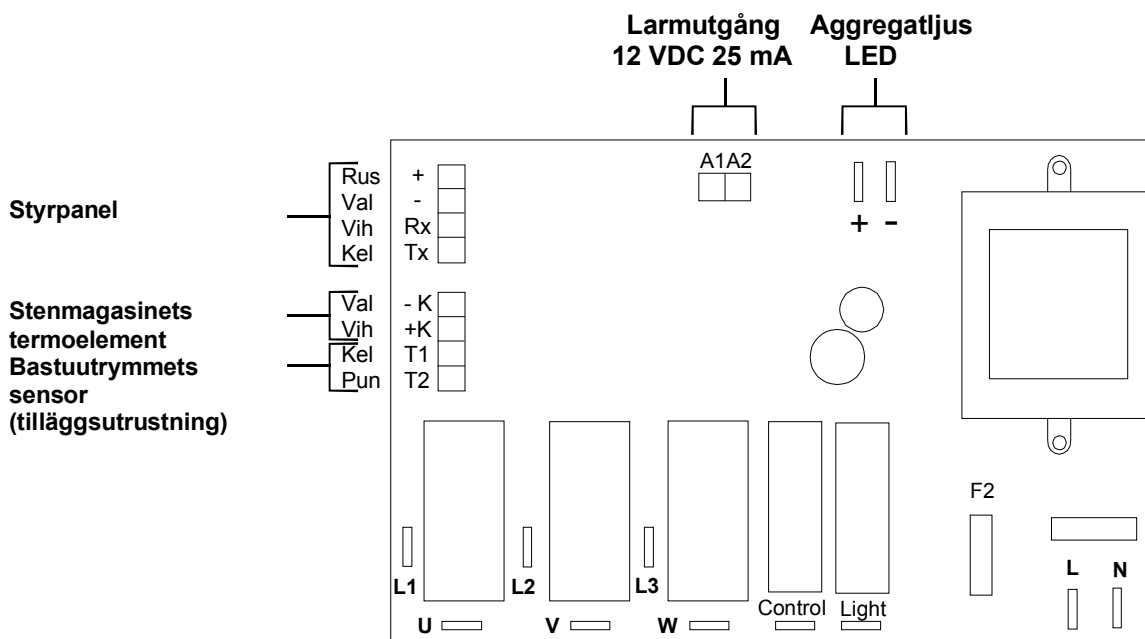 Larmutgång Aggregatljus
12 VDC 25 mA LED
A1A2
+ -
Styrpanel
Rus +
Val -
Vih Rx
Kel Tx
Stenmagasinets
termoelement
Bastuutrymmets
sensor
(tilläggsutrustning)
Val - K
Vih +K
Kel T1
Pun T2
F2
L1 L2 L3 L N
Control Light
U V W